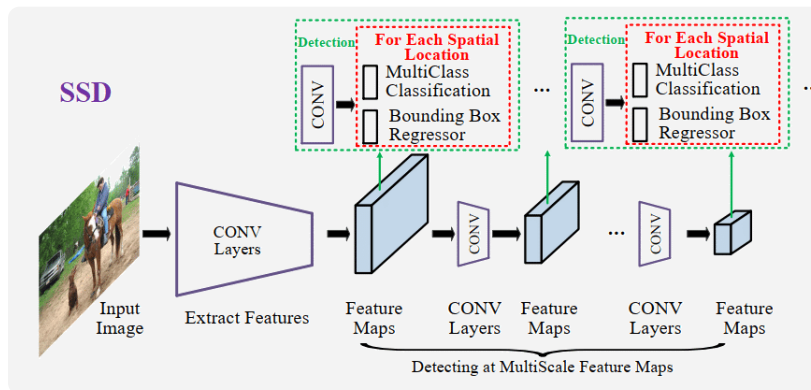 SSD
Detection
For Each Spatial
Location
CONV
MultiClass
Classification
Bounding Box
Regressor
...
Detection
For Each Spatial
Location
CONV
MultiClass
Classification
Bounding Box
Regressor
...
CONV
Layers
CONV
...
CONV
Input
Image
Extract Features
Feature
Maps
CONV
Layers
Feature
Maps
CONV
Layers
Feature
Maps
Detecting at MultiScale Feature Maps